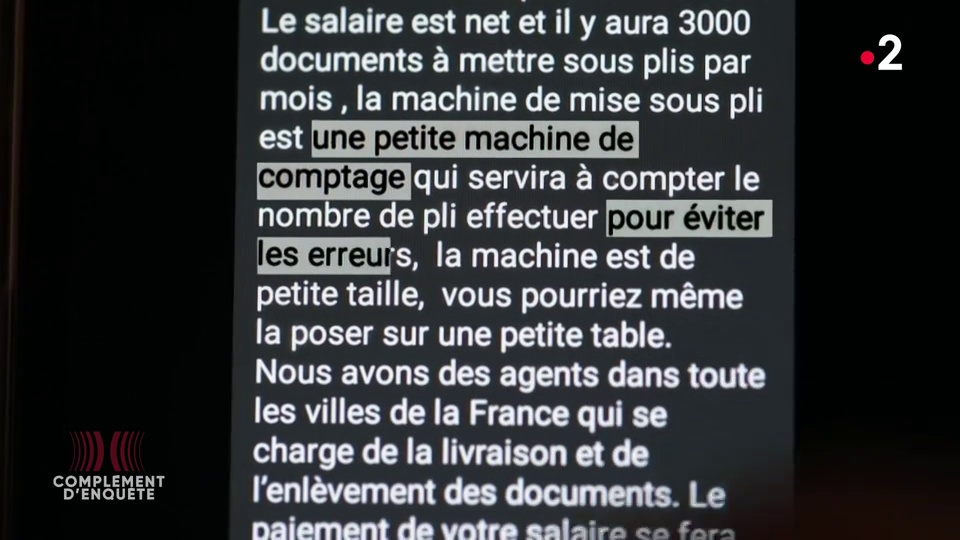 Le salaire est net et il y aura 3000
documents à mettre sous plis par
mois , la machine de mise sous pli
est une petite machine de
comptage qui servira à compter le
nombre de pli effectuer pour éviter
les erreurs, la machine est de
petite taille, vous pourriez même
la poser sur une petite table.
Nous avons des agents dans toute
les villes de la France qui se
charge de la livraison et de
l'enlèvement des documents. Le
paiement de votre salaire se fera
2
COMPLEMENT
D'ENQUÊTE